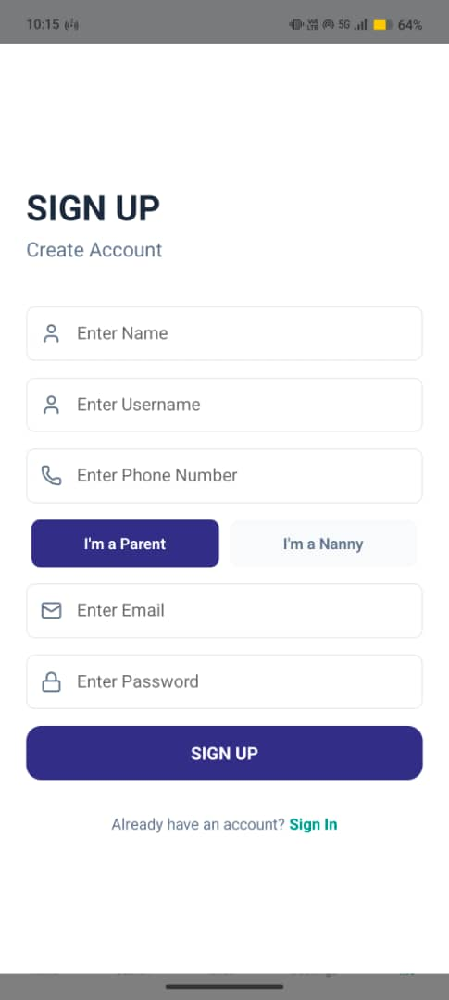 10:15
5G 64%
SIGN UP
Create Account
Enter Name
Enter Username
Enter Phone Number
I'm a Parent I'm a Nanny
Enter Email
Enter Password
SIGN UP
Already have an account? Sign In